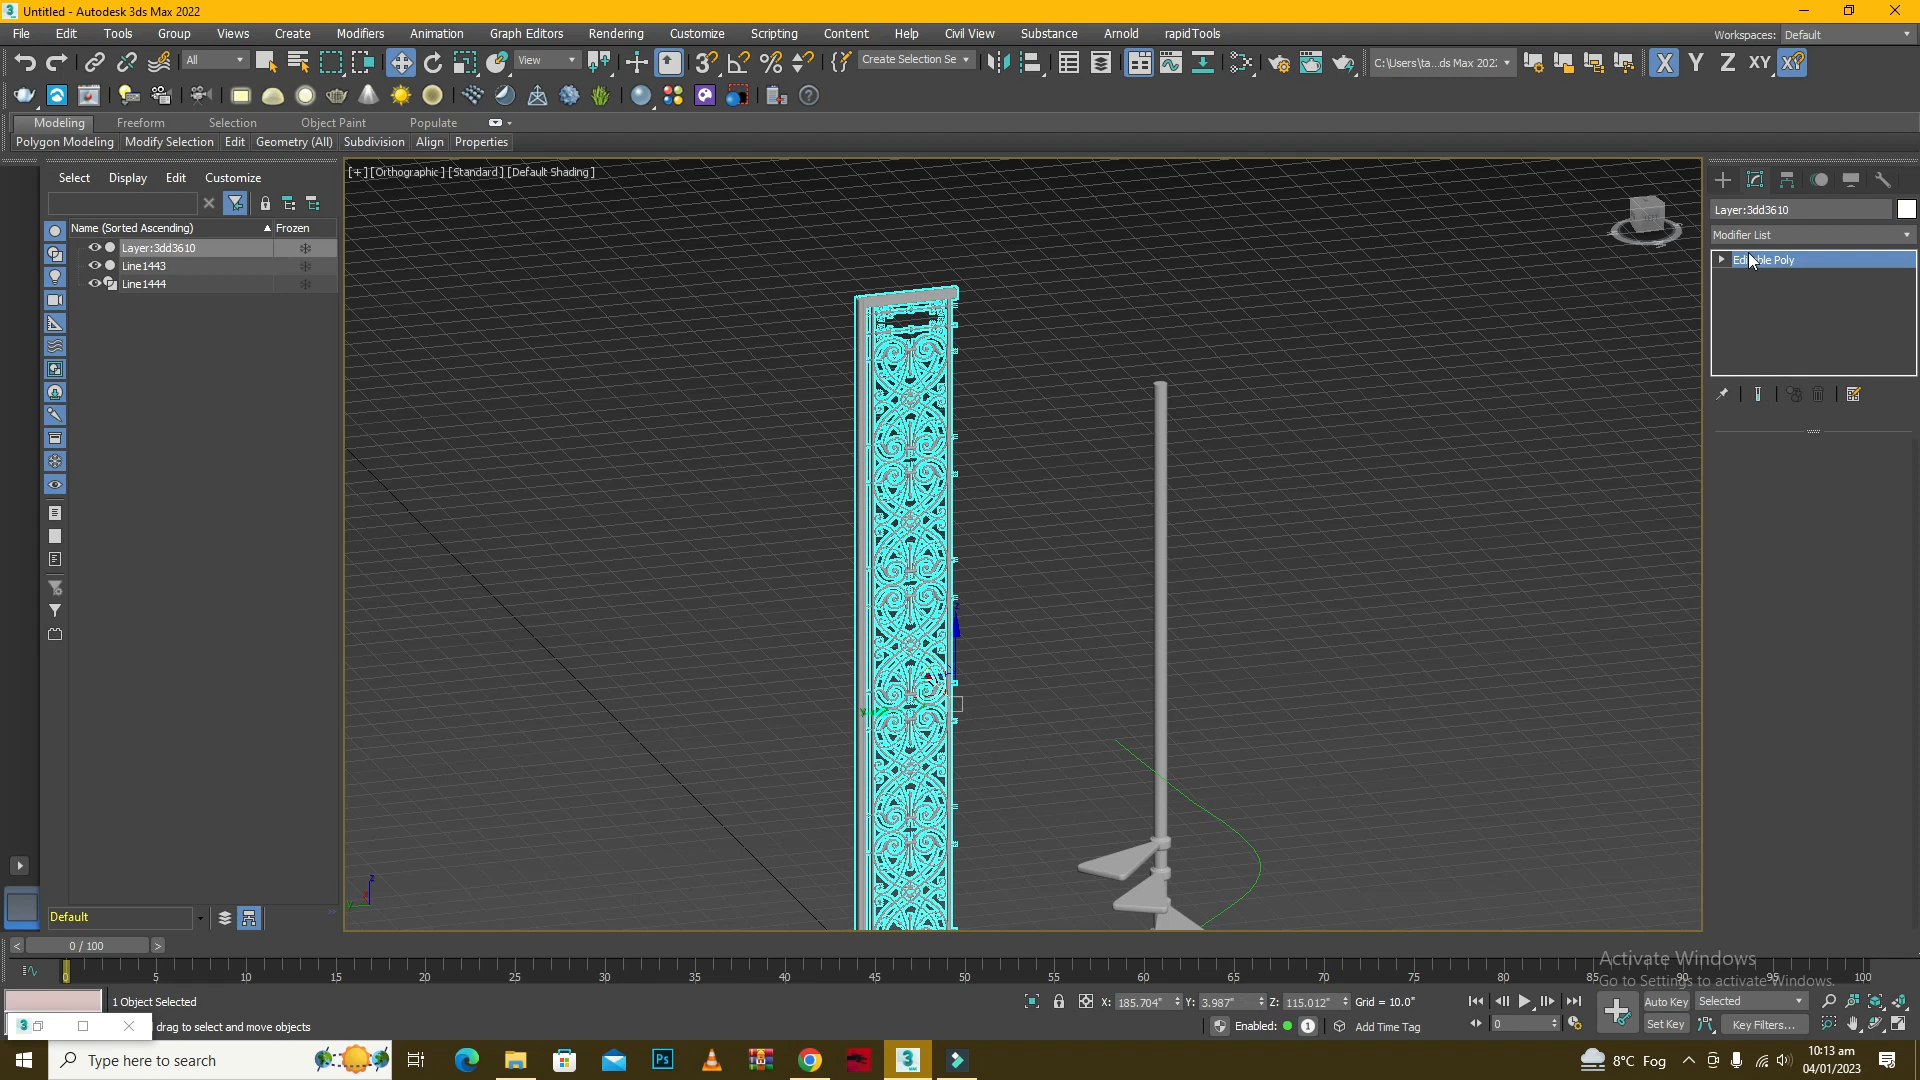 Untitled - Autodesk 3ds Max 2022
File Edit Tools Group Views Create Modifiers Animation Graph Editors Rendering Customize Scripting Content Help Civil View Substance Arnold rapidTools Workspaces: Default
All View Create Selection Se C:\Users\ta...ds Max 202: X Y Z XY
Modeling Freeform Selection Object Paint Populate
Polygon Modeling Modify Selection Edit Geometry (All) Subdivision Align Properties
Select Display Edit Customize
[+] [Orthographic] [Standard] [Default Shading]
Name (Sorted Ascending) Frozen
Layer:3dd3610
Line1443
Line1444
Layer:3dd3610
Modifier List
Editable Poly
Default
0 / 100
0 5 10 15 20 25 30 35 40 45 50 55 60 65 70 75 80 85 90 95 100
Activate Windows
Go to Settings to activate Windows.
1 Object Selected X: 185.704" Y: 3.987" Z: 115.012" Grid = 10.0" Auto Key Selected
drag to select and move objects Enabled: 1 Add Time Tag 0 Set Key Key Filters...
Type here to search 8°C Fog 10:13 am
04/01/2023